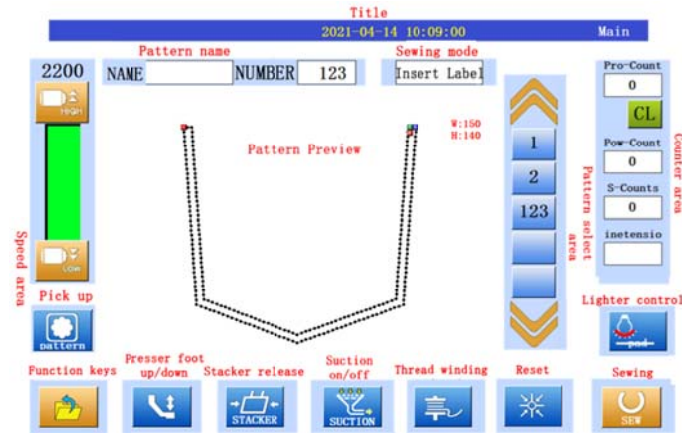 Title
2021-04-14 10:09:00 Main
Pattern name
Sewing mode
2200
NAME
NUMBER 123
Insert Label
Pro-Count
0
CL
HIGH
W:150
H:140
Pattern Preview
1
2
123
Pattern select area
Pow-Count
0
S-Counts
0
inetensio
Counter area
LOW
Speed area
Pick up
pattern
Lighter control
pad
Function keys
Presser foot
up/down
Stacker release
STACKER
Suction
on/off
SUCTION
Thread winding
Reset
Sewing
SEW